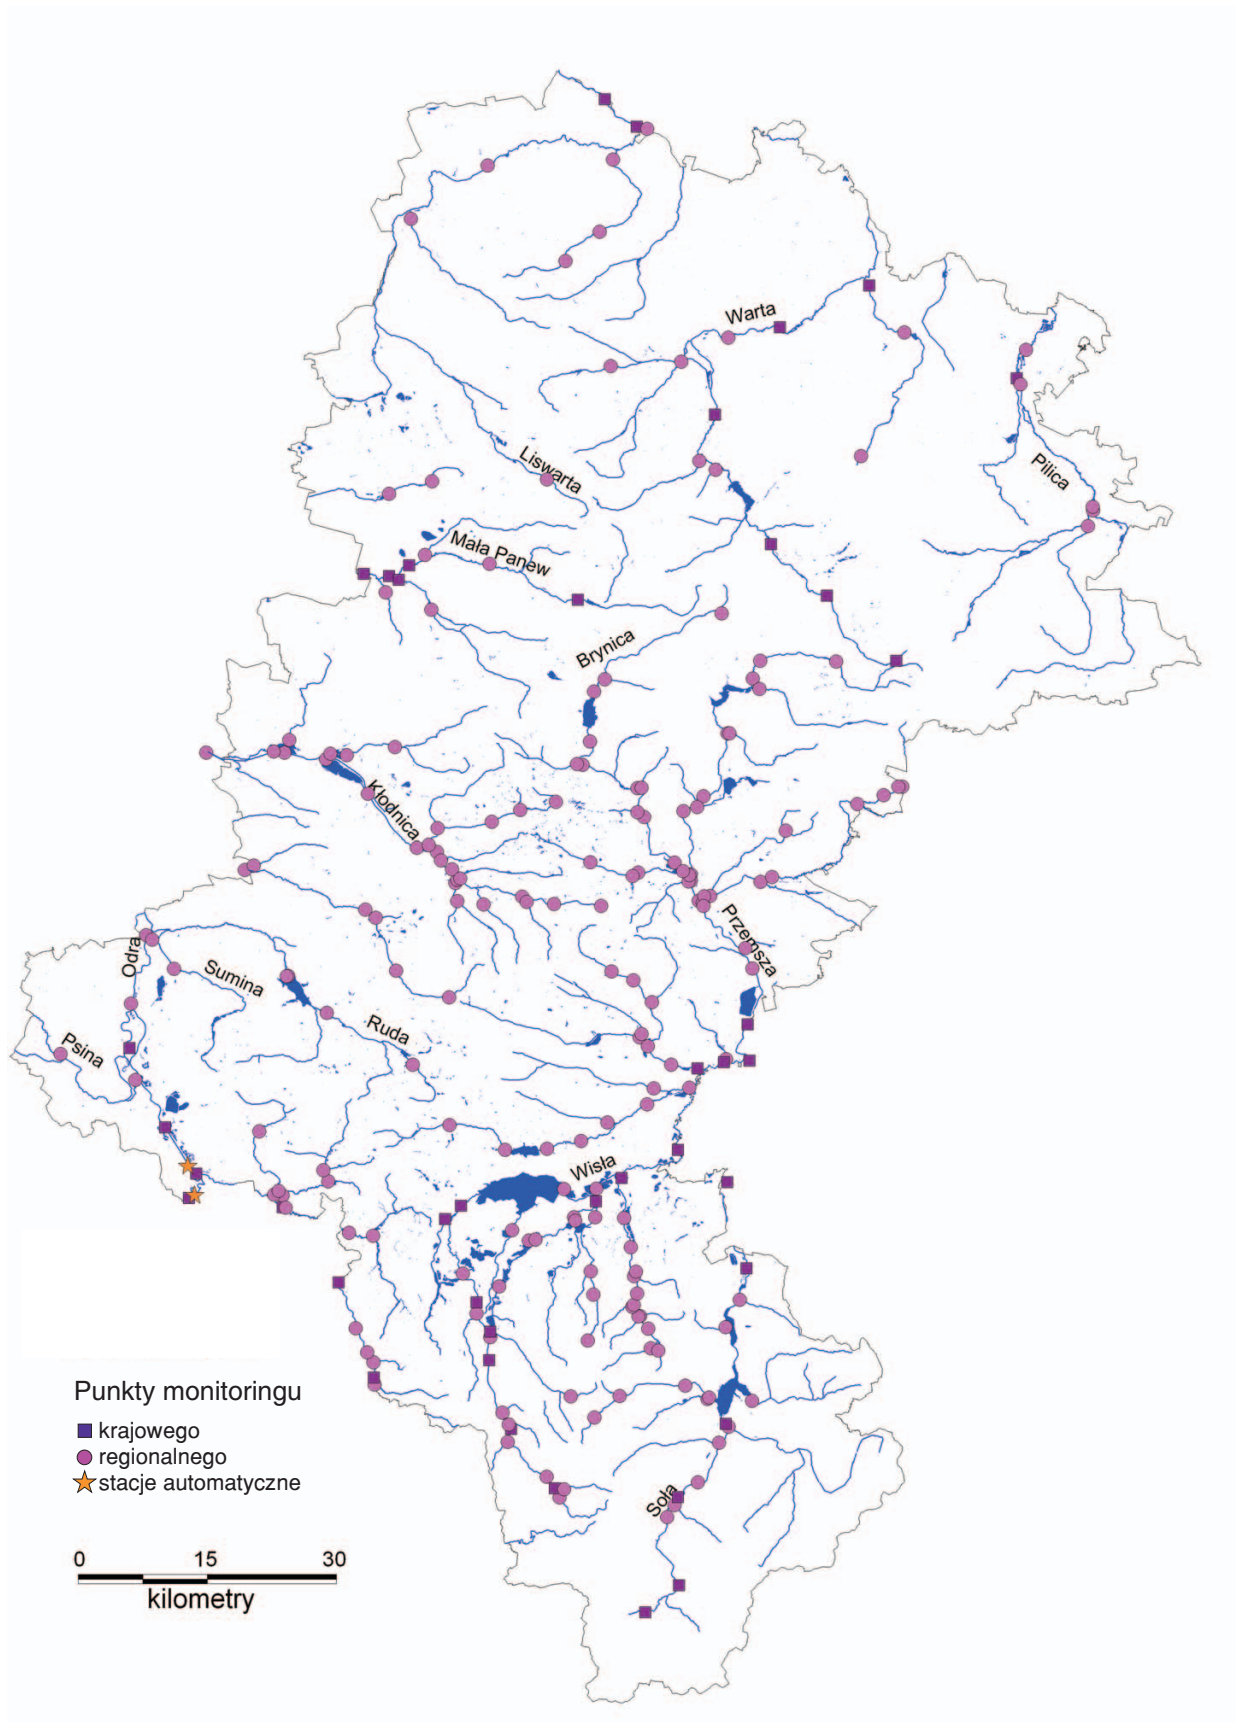 Warta
Liswarta
Pilica
Mała Panew
Brynica
Kłodnica
Przemsza
Odra
Sumina
Ruda
Psina
Wisła
Soła
Punkty monitoringu
krajowego
regionalnego
stacje automatyczne
0 15 30
kilometry